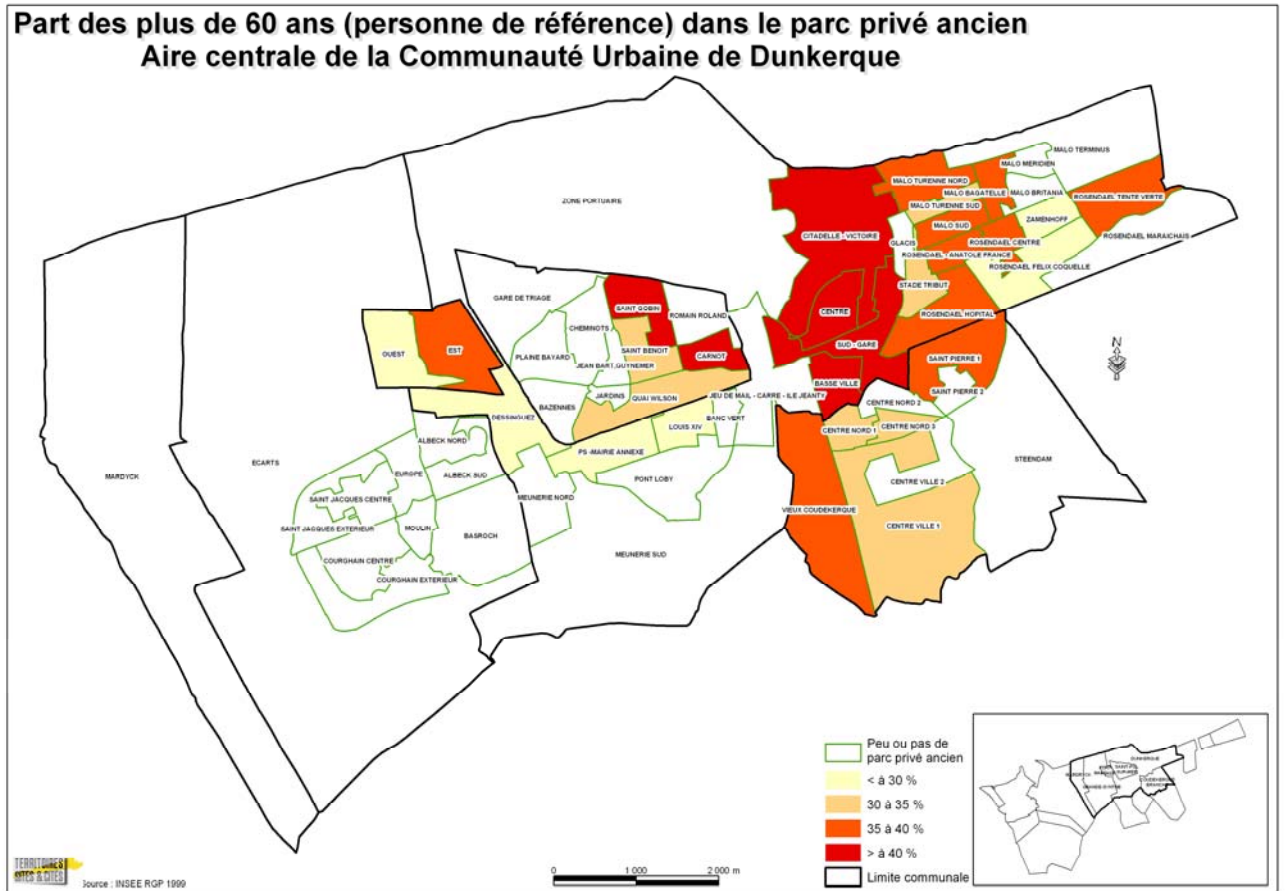 Part des plus de 60 ans (personne de référence) dans le parc privé ancien
Aire centrale de la Communauté Urbaine de Dunkerque
MALO TERMINUS
MALO MERIDIEN
MALO TURENNE NORD
MALO BAGATELLE
MALO BRITANIA
ROSENDAEL TENTE VERTE
ZONE PORTUAIRE
MALO TURENNE SUD
ZAMENHOFF
MALO SUD
CITADELLE - VICTOIRE
GLACIS
ROSENDAEL CENTRE
ROSENDAEL MARAICHAIS
ROSENDAEL - ANATOLE FRANCE
ROSENDAEL FELIX COQUELLE
STADE TRIBUT
GARE DE TRIAGE
SAINT GOBIN
CENTRE
ROMAIN ROLAND
ROSENDAEL HOPITAL
CHEMINOTS
SUD - GARE
OUEST
EST
SAINT BENOIT
CARNOT
PLAINE BAYARD
SAINT PIERRE 1
JEAN BART GUYNEMER
BASSE VILLE
SAINT PIERRE 2
JARDINS
QUAI WILSON
JEU DE MAIL - CARRE - ILE JEANTY
CENTRE NORD 2
BAZENNES
DESSINGUEZ
BANC VERT
LOUIS XIV
CENTRE NORD 1
CENTRE NORD 3
ALBECK NORD
PS -MAIRIE ANNEXE
STEENDAM
ECARTS
MARDYCK
EUROPE
ALBECK SUD
PONT LOBY
CENTRE VILLE 2
SAINT JACQUES CENTRE
MEUNERIE NORD
VIEUX COUDEKERQUE
SAINT JACQUES EXTERIEUR
MOULIN
BASROCH
CENTRE VILLE 1
MEUNERIE SUD
COURGHAIN CENTRE
COURGHAIN EXTERIEUR
N
Peu ou pas de
parc privé ancien
< à 30 %
30 à 35 %
35 à 40 %
> à 40 %
Limite communale
DUNKERQUE
TERRITOIRES
SITES & CITES
Source : INSEE RGP 1999
0 1 000 2 000 m